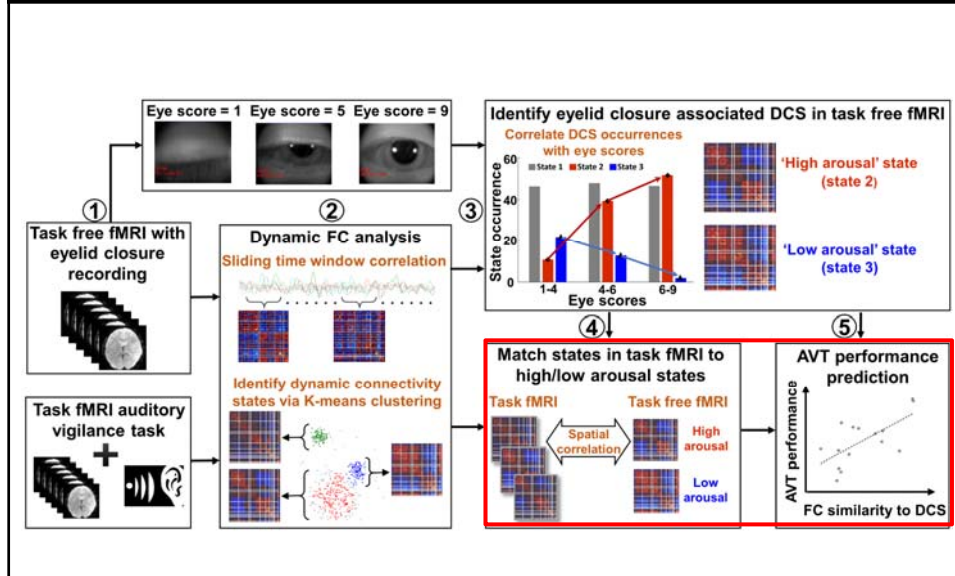 Eye score = 1
Eye score = 5
Eye score = 9
①
Task free fMRI with
eyelid closure
recording
Task fMRI auditory
vigilance task
②
Dynamic FC analysis
Sliding time window correlation
Identify dynamic connectivity
states via K-means clustering
③
Identify eyelid closure associated DCS in task free fMRI
Correlate DCS occurrences
with eye scores
State occurrence
60
40
20
0
State 1
State 2
State 3
1-4
4-6
6-9
Eye scores
'High arousal' state
(state 2)
'Low arousal' state
(state 3)
④
Match states in task fMRI to
high/low arousal states
Task fMRI
Task free fMRI
Spatial
correlation
High
arousal
Low
arousal
⑤
AVT performance
prediction
AVT performance
FC similarity to DCS